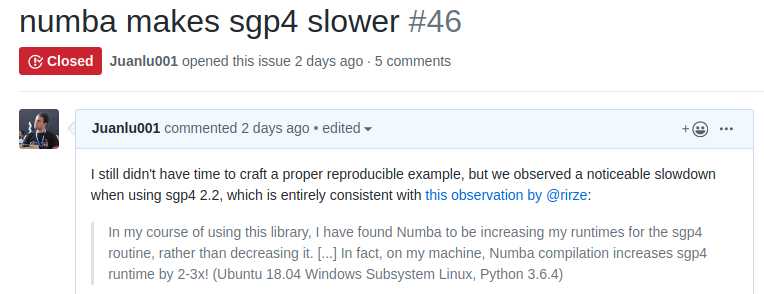 numba makes sgp4 slower #46
Closed Juanlu001 opened this issue 2 days ago · 5 comments
Juanlu001 commented 2 days ago • edited
I still didn't have time to craft a proper reproducible example, but we observed a noticeable slowdown
when using sgp4 2.2, which is entirely consistent with this observation by @rirze:
In my course of using this library, I have found Numba to be increasing my runtimes for the sgp4
routine, rather than decreasing it. [...] In fact, on my machine, Numba compilation increases sgp4
runtime by 2-3x! (Ubuntu 18.04 Windows Subsystem Linux, Python 3.6.4)